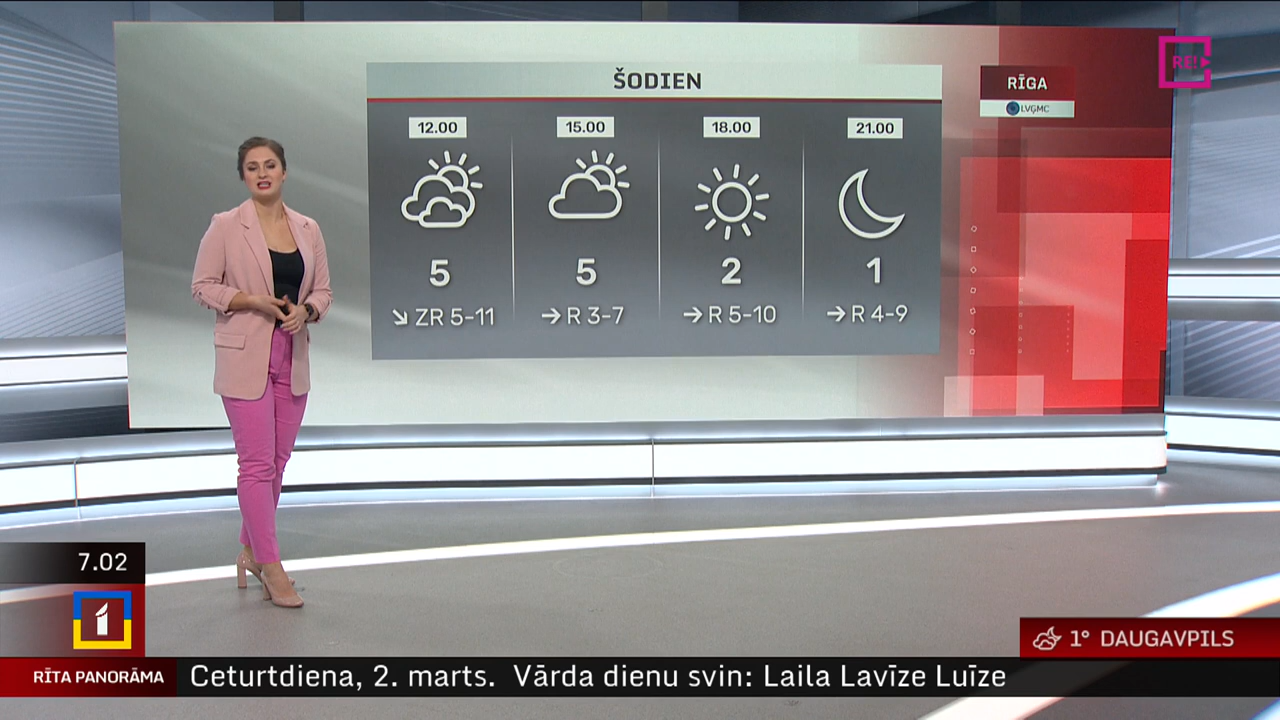 ŠODIEN
RĪGA
RE!
LVĢMC
12.00
15.00
18.00
21.00
5
5
2
1
ZR 5-11
R 3-7
R 5-10
R 4-9
7.02
1
1° DAUGAVPILS
RĪTA PANORĀMA
Ceturtdiena, 2. marts. Vārda dienu svin: Laila Lavīze Luīze